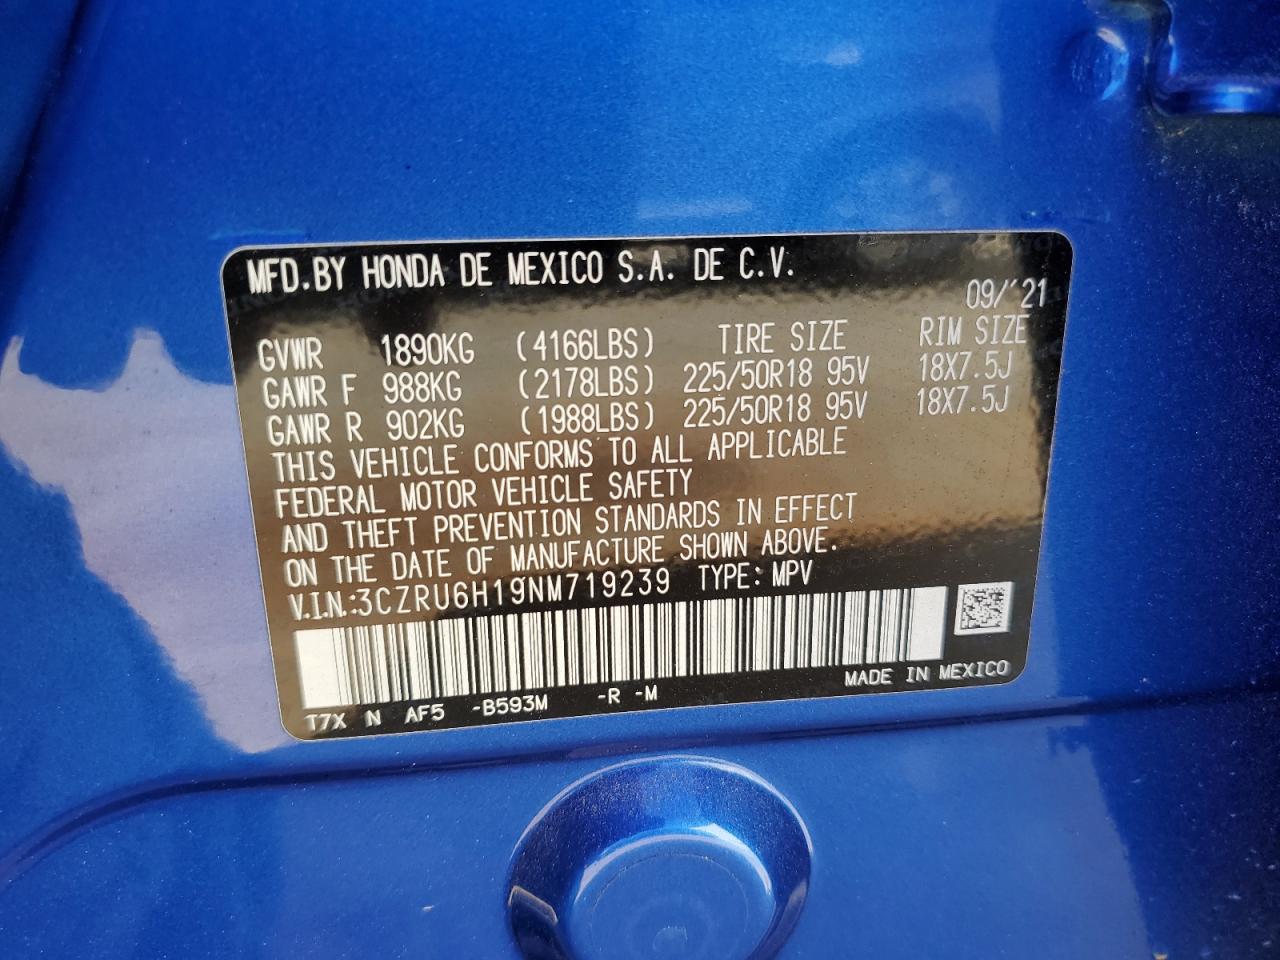 MFD.BY HONDA DE MEXICO S.A. DE C.V.
09/'21
GVWR 1890KG (4166LBS) TIRE SIZE RIM SIZE
GAWR F 988KG (2178LBS) 225/50R18 95V 18X7.5J
GAWR R 902KG (1988LBS) 225/50R18 95V 18X7.5J
THIS VEHICLE CONFORMS TO ALL APPLICABLE
FEDERAL MOTOR VEHICLE SAFETY
AND THEFT PREVENTION STANDARDS IN EFFECT
ON THE DATE OF MANUFACTURE SHOWN ABOVE.
V.I.N.:3CZRU6H19NM719239 TYPE: MPV
MADE IN MEXICO
T7X N AF5 -B593M -R -M